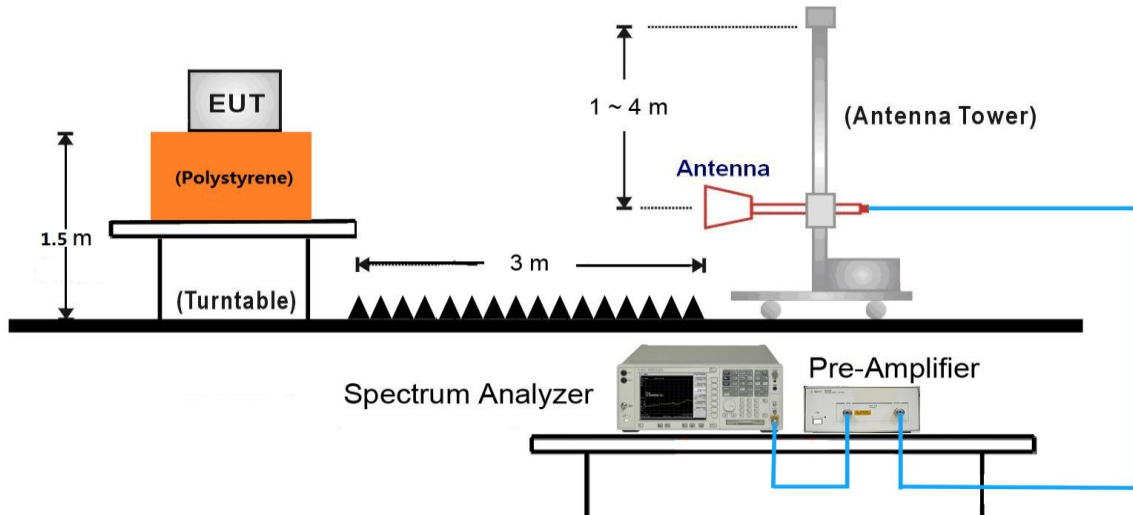 EUT
(Polystyrene)
1.5 m
(Turntable)
3 m
1 ~ 4 m
Antenna
(Antenna Tower)
Spectrum Analyzer
Pre-Amplifier